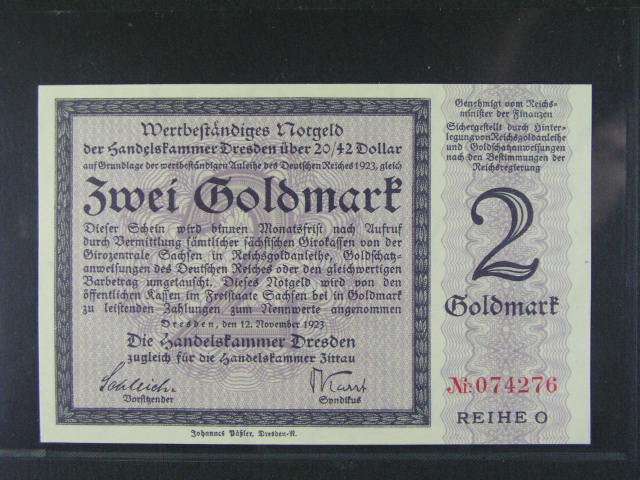 Wertbeständiges Notgeld
der Handelskammer Dresden über 20/42 Dollar
auf Grundlage der wertbeständigen Anleihe des Deutschen Reiches 1923, gleich
Zwei Goldmark
Dieser Schein wird binnen Monatsfrist nach Aufruf
durch Vermittlung sämtlicher sächsischen Girokassen von der
Girozentrale Sachsen in Reichsgoldanleihe, Goldschatz-
anweisungen des Deutschen Reiches oder den gleichwertigen
Barbetrag umgetauscht. Dieses Notgeld wird von den
öffentlichen Kassen im Freistaate Sachsen bei in Goldmark
zu leistenden Zahlungen zum Nennwerte angenommen
Dresden, den 12. November 1923
Die Handelskammer Dresden
zugleich für die Handelskammer Zittau
Vorsitzender
Syndikus
Johannes Päßler, Dresden-N.
Genehmigt vom Reichs-
minister der Finanzen
Sichergestellt durch Hinter-
legung von Reichsgoldanleihe
und Goldschatzanweisungen
nach den Bestimmungen der
Reichsregierung
2
Goldmark
Nr. 074276
REIHE O